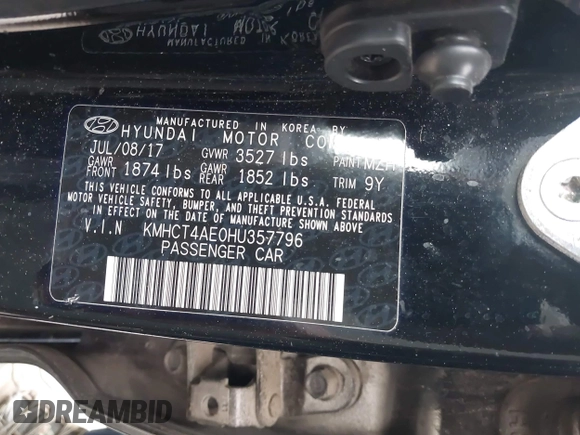 MANUFACTURED IN KOREA BY
HYUNDAI MOTOR
JUL/08/17 GVWR 3527 lbs PAINT
GAWR FRONT 1874 lbs GAWR REAR 1852 lbs TRIM 9Y
THIS VEHICLE CONFORMS TO ALL APPLICABLE U.S.A. FEDERAL
MOTOR VEHICLE SAFETY, BUMPER, AND THEFT PREVENTION STANDARDS
IN EFFECT ON THE DATE OF MANUFACTURE SHOWN ABOVE.
V.I.N KMHCT4AE0HU357796
PASSENGER CAR
DREAMBID